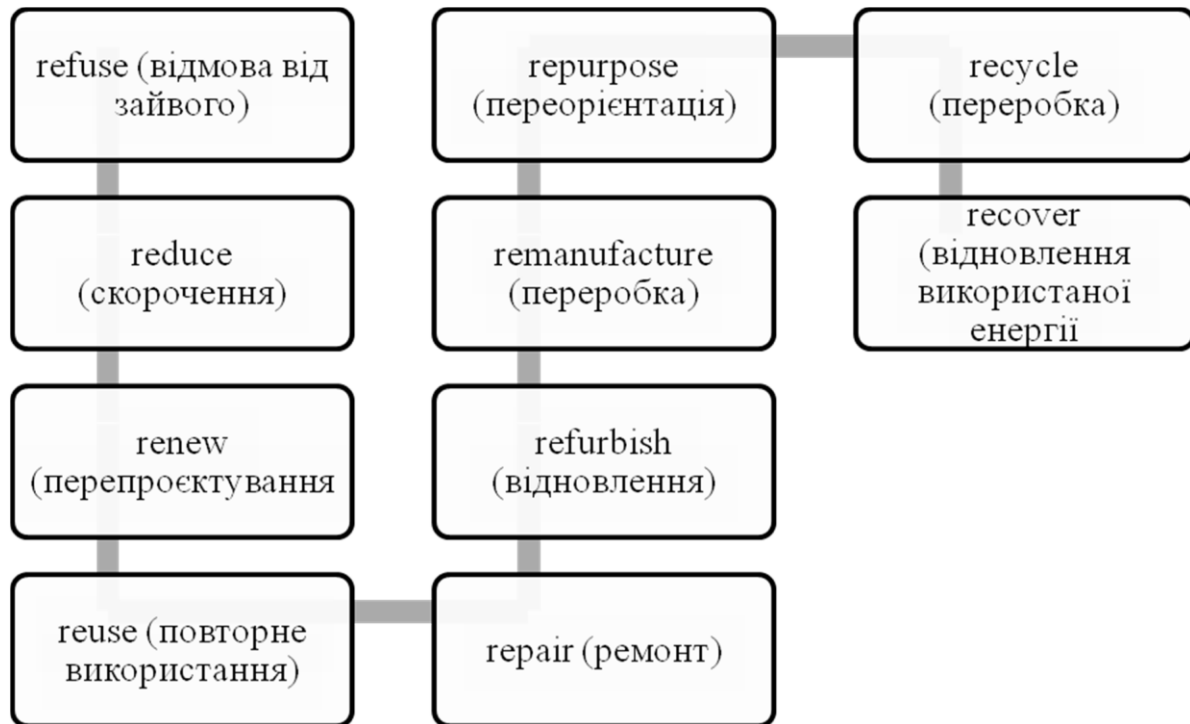 refuse (відмова від
зайвого)
reduce
(скорочення)
renew
(перепроєктування
reuse (повторне
використання)
repair (ремонт)
refurbish
(відновлення)
remanufacture
(переробка)
repurpose
(переорієнтація)
recycle
(переробка)
recover
(відновлення
використаної
енергії